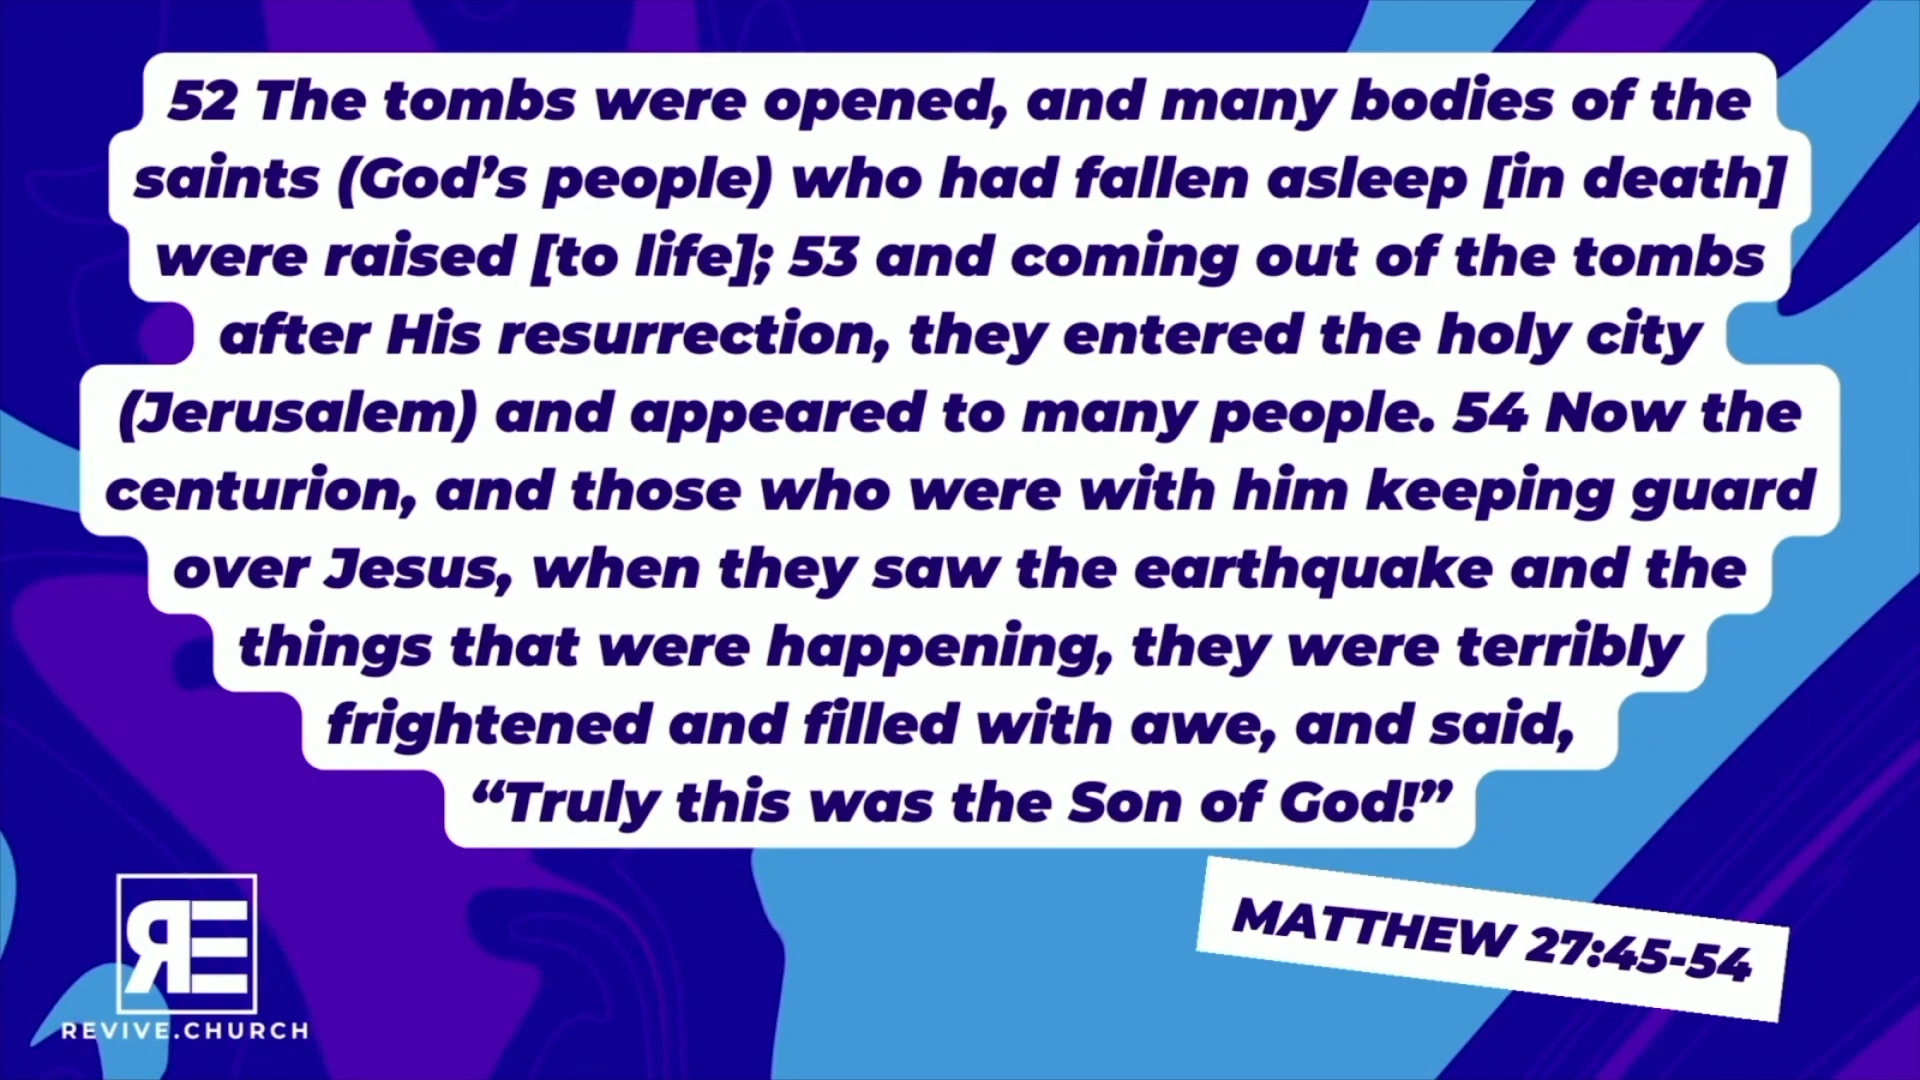 52 The tombs were opened, and many bodies of the
saints (God’s people) who had fallen asleep [in death]
were raised [to life]; 53 and coming out of the tombs
after His resurrection, they entered the holy city
(Jerusalem) and appeared to many people. 54 Now the
centurion, and those who were with him keeping guard
over Jesus, when they saw the earthquake and the
things that were happening, they were terribly
frightened and filled with awe, and said,
“Truly this was the Son of God!”
MATTHEW 27:45-54
RE
REVIVE.CHURCH